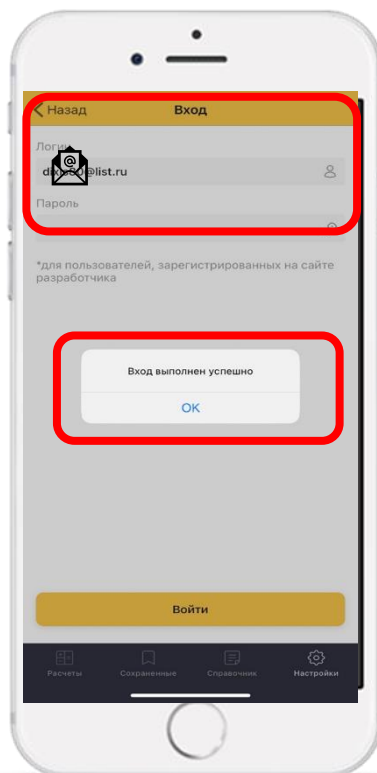 Назад
Вход
Логин
@list.ru
Пароль
*для пользователей, зарегистрированных на сайте
разработчика
Вход выполнен успешно
OK
Войти
Расчеты
Сохраненные
Справочник
Настройки